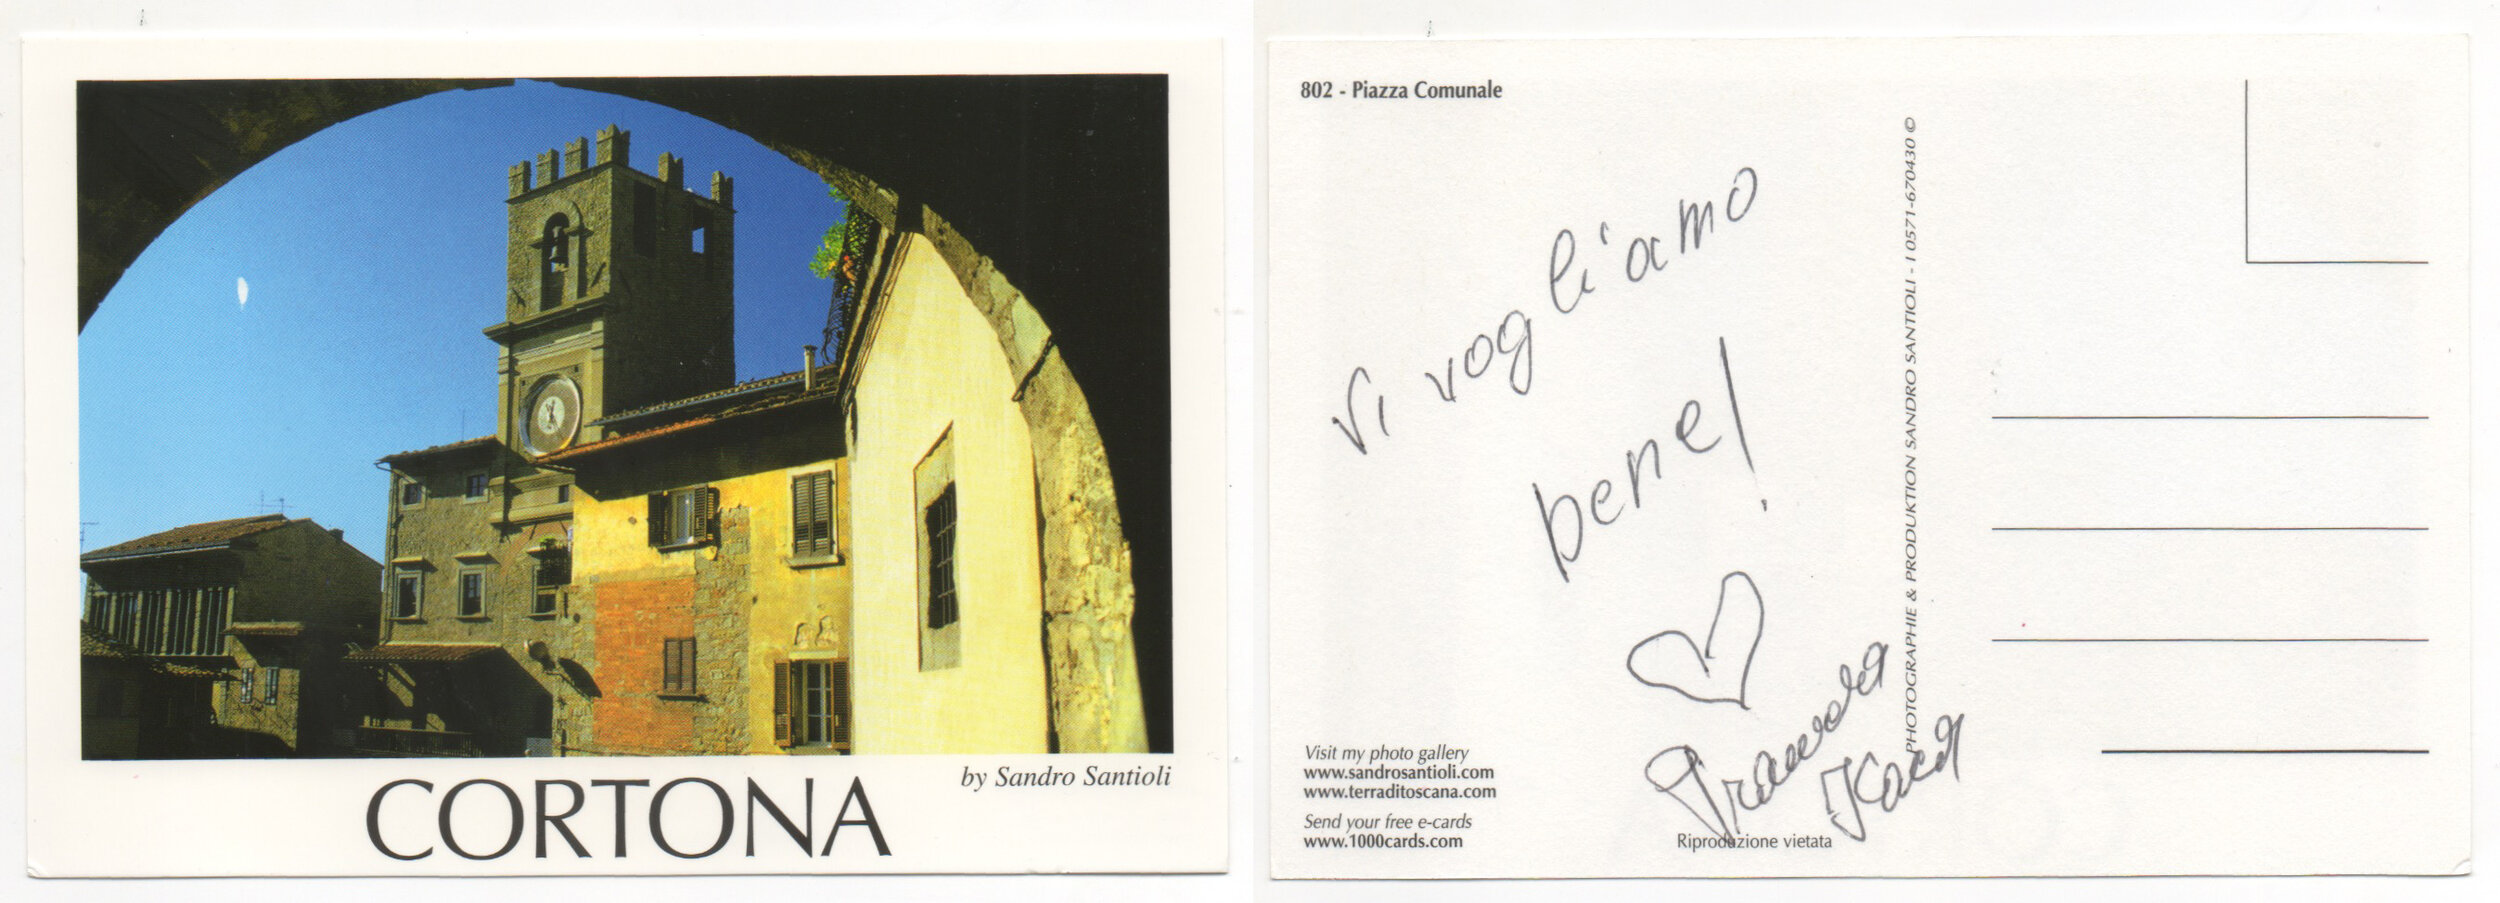 by Sandro Santioli
CORTONA
802 - Piazza Comunale
Vi vogliamo
bene!
PHOTOGRAPHIE & PRODUKTION SANDRO SANTIOLI - I 0571-670430 ©
Visit my photo gallery
www.sandrosantioli.com
www.terraditoscana.com
Send your free e-cards
www.1000cards.com
Riproduzione vietata